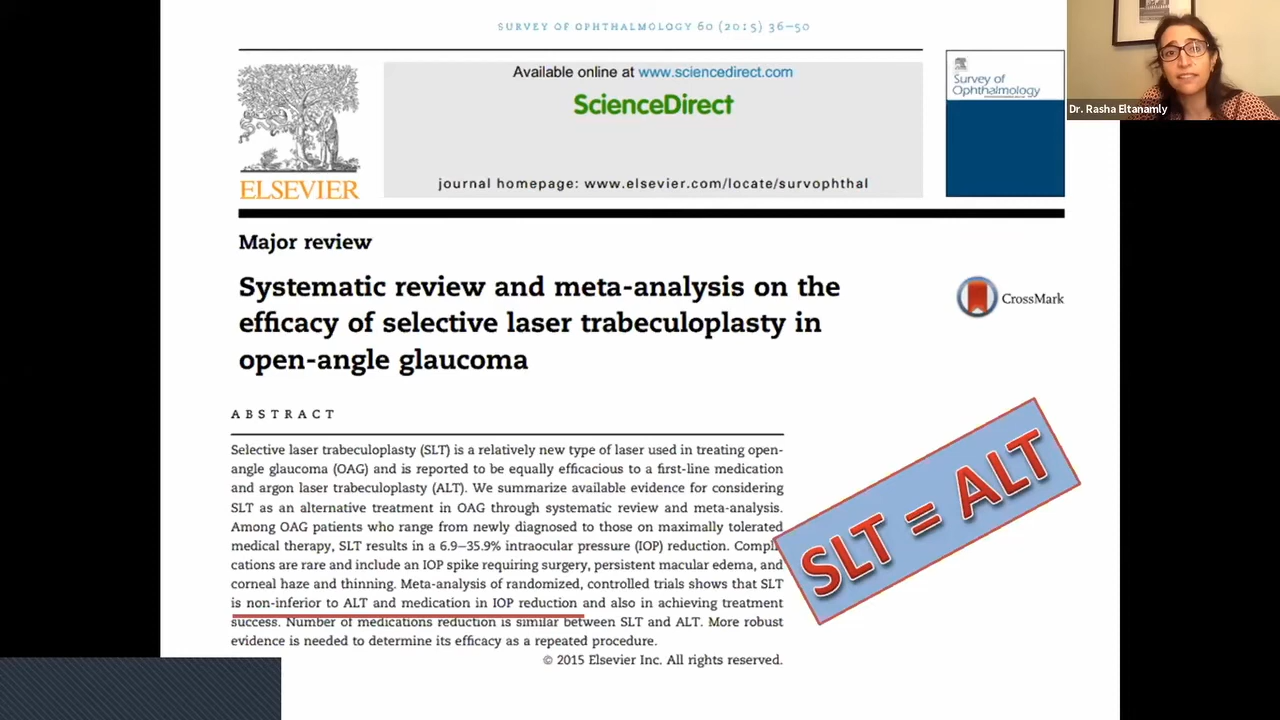 SURVEY OF OPHTHALMOLOGY 60 (2015) 36–50
Available online at www.sciencedirect.com
ScienceDirect
journal homepage: www.elsevier.com/locate/survophthal
ELSEVIER
Survey of
Ophthalmology
Dr. Rasha Eltanamly
Major review
Systematic review and meta-analysis on the
efficacy of selective laser trabeculoplasty in
open-angle glaucoma
CrossMark
ABSTRACT
Selective laser trabeculoplasty (SLT) is a relatively new type of laser used in treating open-
angle glaucoma (OAG) and is reported to be equally efficacious to a first-line medication
and argon laser trabeculoplasty (ALT). We summarize available evidence for considering
SLT as an alternative treatment in OAG through systematic review and meta-analysis.
Among OAG patients who range from newly diagnosed to those on maximally tolerated
medical therapy, SLT results in a 6.9–35.9% intraocular pressure (IOP) reduction. Compli-
cations are rare and include an IOP spike requiring surgery, persistent macular edema, and
corneal haze and thinning. Meta-analysis of randomized, controlled trials shows that SLT
is non-inferior to ALT and medication in IOP reduction and also in achieving treatment
success. Number of medications reduction is similar between SLT and ALT. More robust
evidence is needed to determine its efficacy as a repeated procedure.
© 2015 Elsevier Inc. All rights reserved.
SLT = ALT